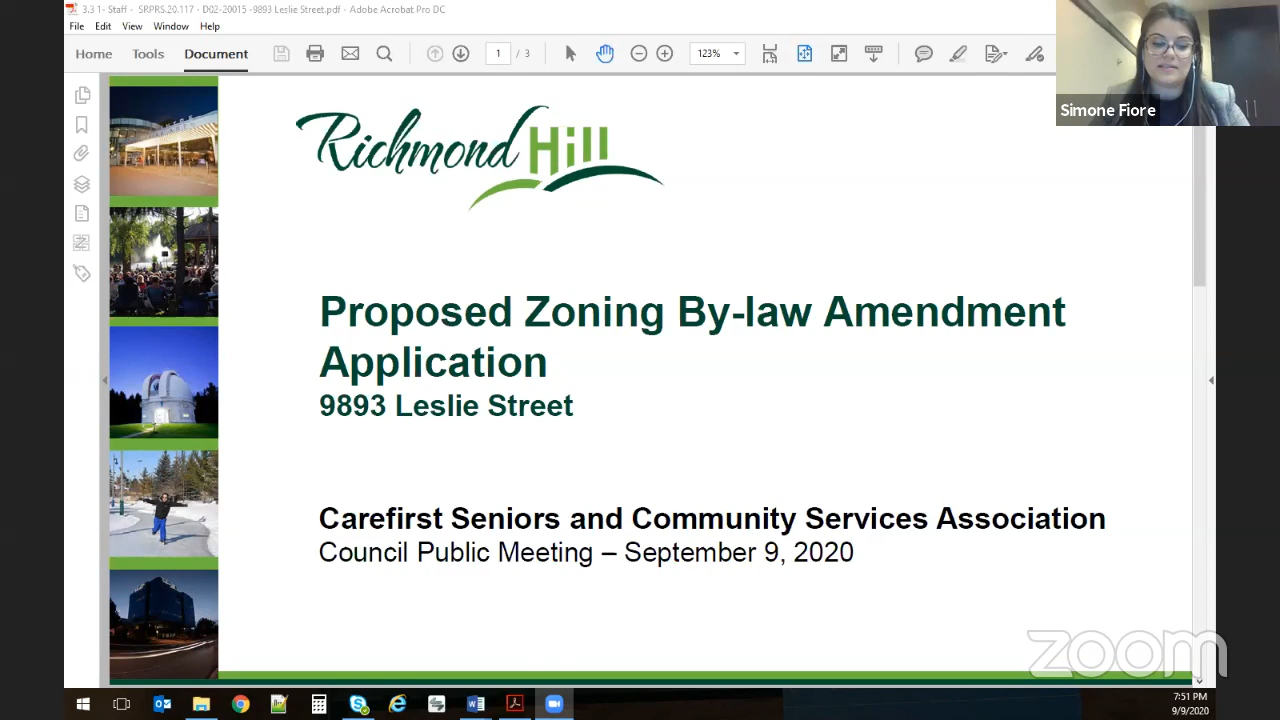 3.3 1- Staff - SRPRS.20.117 - D02-20015 -9893 Leslie Street.pdf - Adobe Acrobat Pro DC
File Edit View Window Help
Home Tools Document 1 / 3 123%
Simone Fiore
Richmond Hill
Proposed Zoning By-law Amendment
Application
9893 Leslie Street
Carefirst Seniors and Community Services Association
Council Public Meeting – September 9, 2020
zoom
7:51 PM
9/9/2020